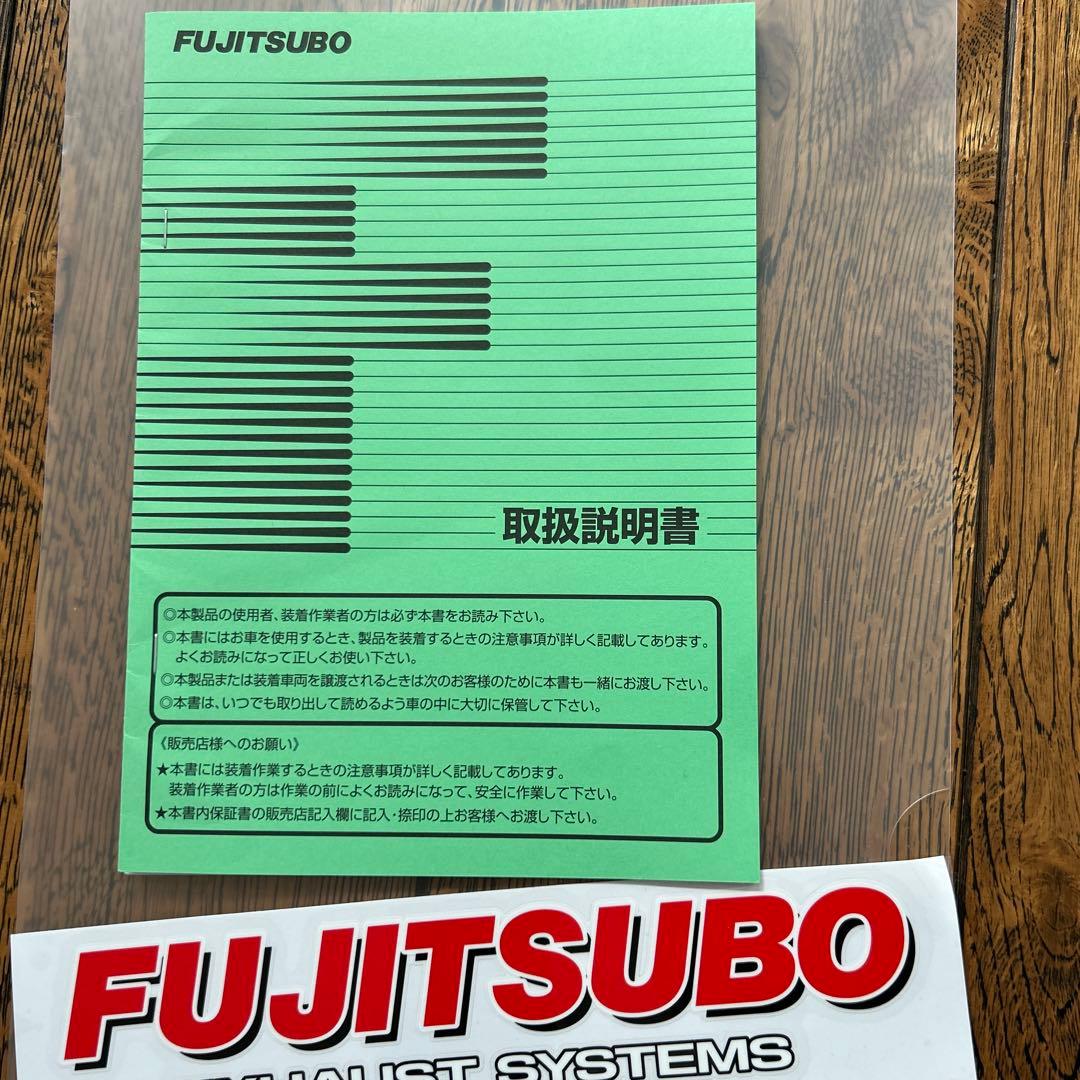 FUJITSUBO
取扱説明書
◎本製品の使用者、装着作業者の方は必ず本書をお読み下さい。
◎本書にはお車を使用するとき、製品を装着するときの注意事項が詳しく記載してあります。
よくお読みになって正しくお使い下さい。
◎本製品または装着車両を譲渡されるときは次のお客様のために本書も一緒にお渡し下さい。
◎本書は、いつでも取り出して読めるよう車の中に大切に保管して下さい。
《販売店様へのお願い》
★本書には装着作業するときの注意事項が詳しく記載してあります。
装着作業者の方は作業の前によくお読みになって、安全に作業して下さい。
★本書内保証書の販売店記入欄に記入・捺印の上お客様へお渡し下さい。
FUJITSUBO
EXHAUST SYSTEMS